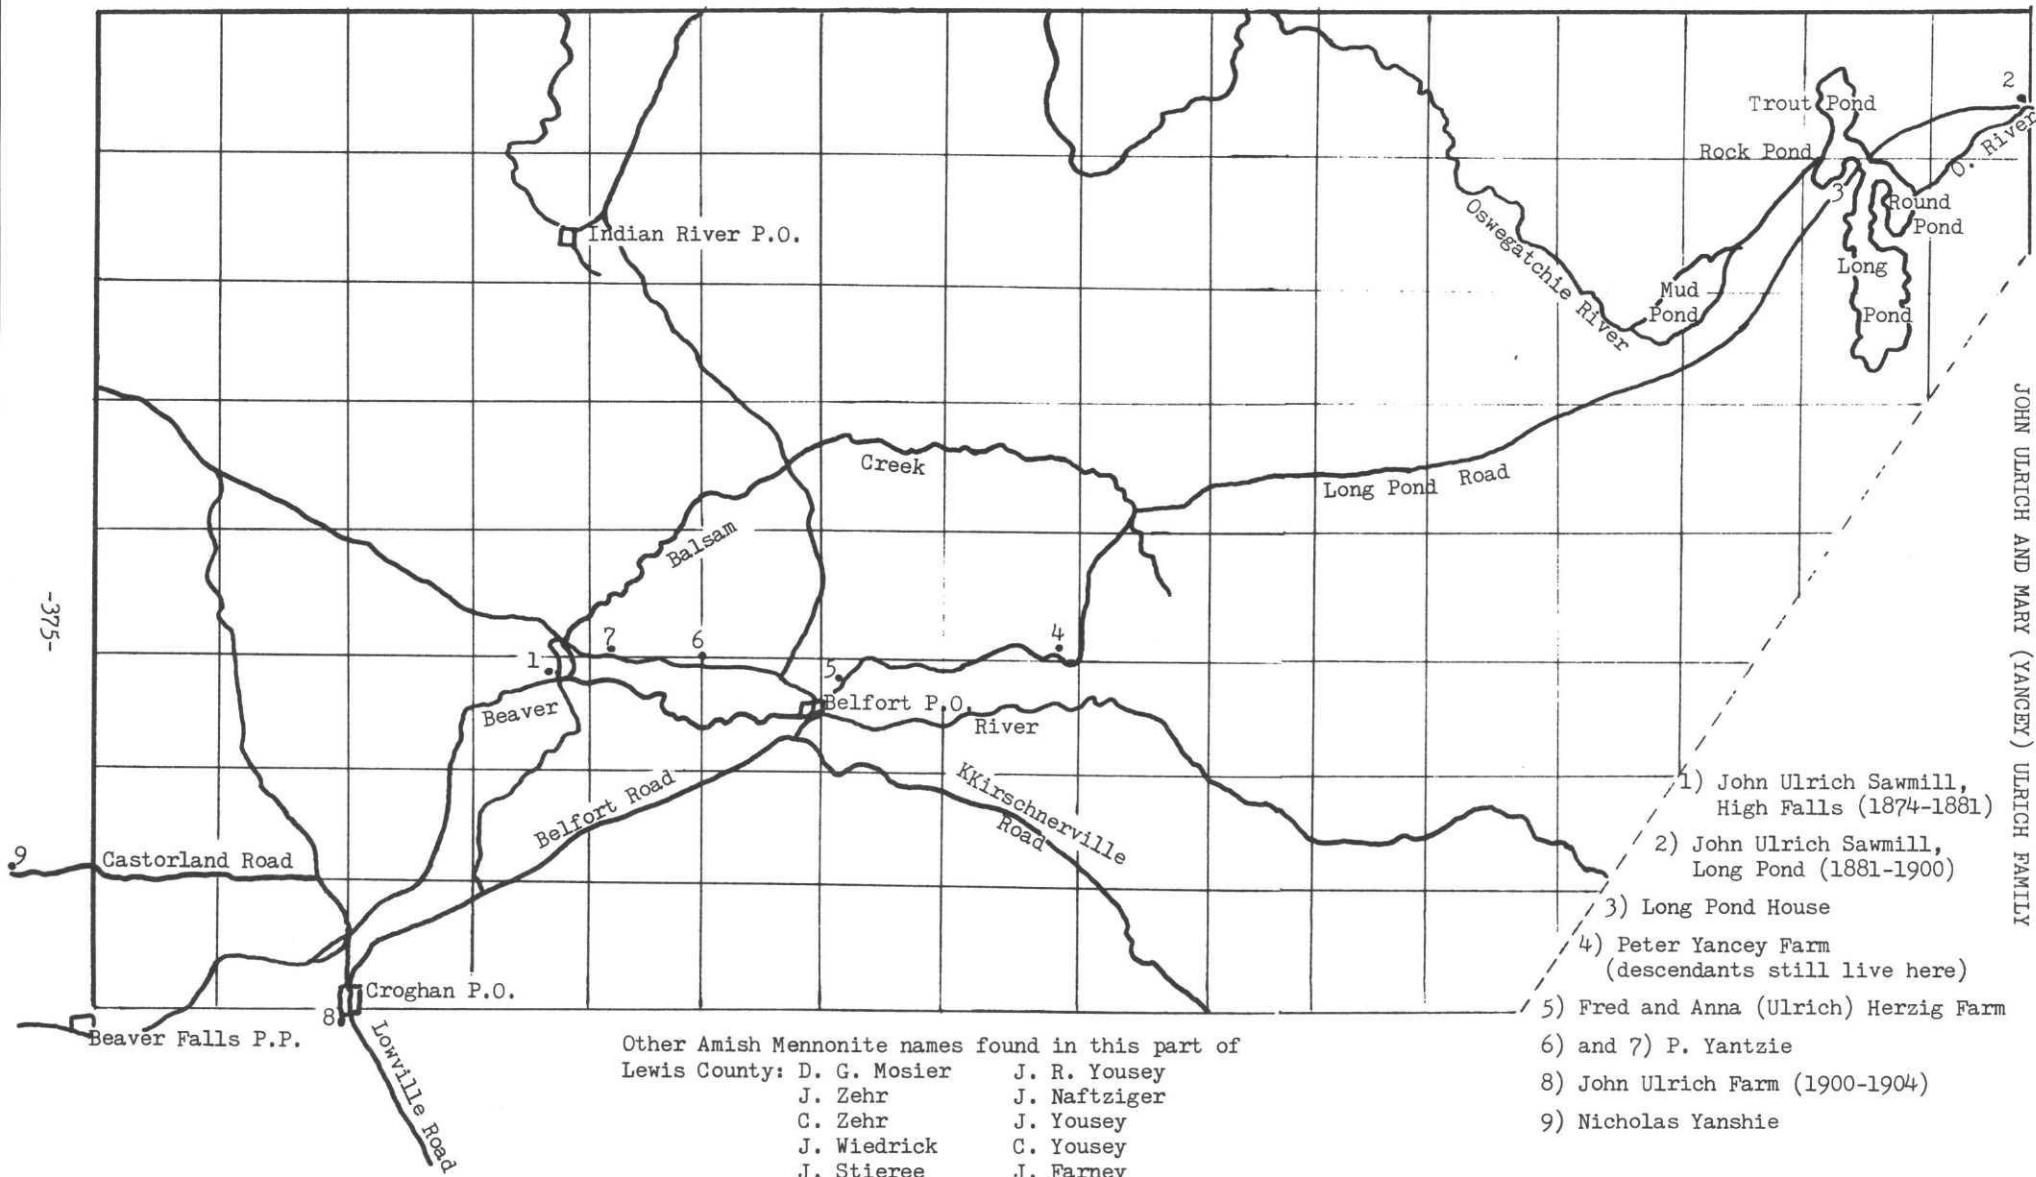 2
Trout Pond
Rock Pond
O. River
3
Round
Pond
Indian River P.O.
Oswegatchie River
Long
Pond
Mud
Pond
Creek
Long Pond Road
Balsam
7
6
4
1
5
Belfort P.O.
Beaver
River
KKirschnerville
Road
Belfort Road
9
Castorland Road
Croghan P.O.
8
Beaver Falls P.P.
Lowville Road
-375-
JOHN ULRICH AND MARY (YANCEY) ULRICH FAMILY
1) John Ulrich Sawmill,
High Falls (1874-1881)
2) John Ulrich Sawmill,
Long Pond (1881-1900)
3) Long Pond House
4) Peter Yancey Farm
(descendants still live here)
5) Fred and Anna (Ulrich) Herzig Farm
6) and 7) P. Yantzie
8) John Ulrich Farm (1900-1904)
9) Nicholas Yanshie
Other Amish Mennonite names found in this part of
Lewis County: D. G. Mosier J. R. Yousey
J. Zehr J. Naftziger
C. Zehr J. Yousey
J. Wiedrick C. Yousey
J. Stieree J. Farney